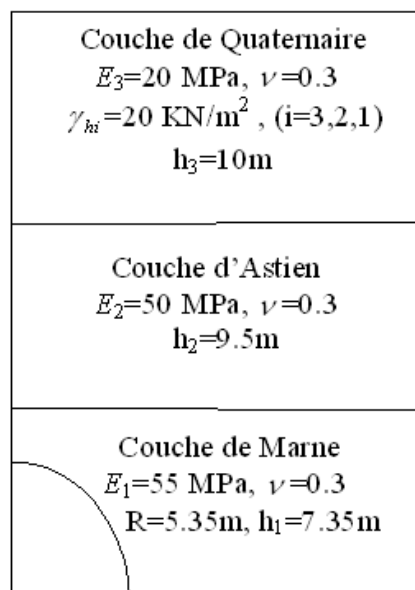 Couche de Quaternaire
E₃=20 MPa, ν=0.3
γₕᵢ=20 KN/m² , (i=3,2,1)
h₃=10m
Couche d'Astien
E₂=50 MPa, ν=0.3
h₂=9.5m
Couche de Marne
E₁=55 MPa, ν=0.3
R=5.35m, h₁=7.35m